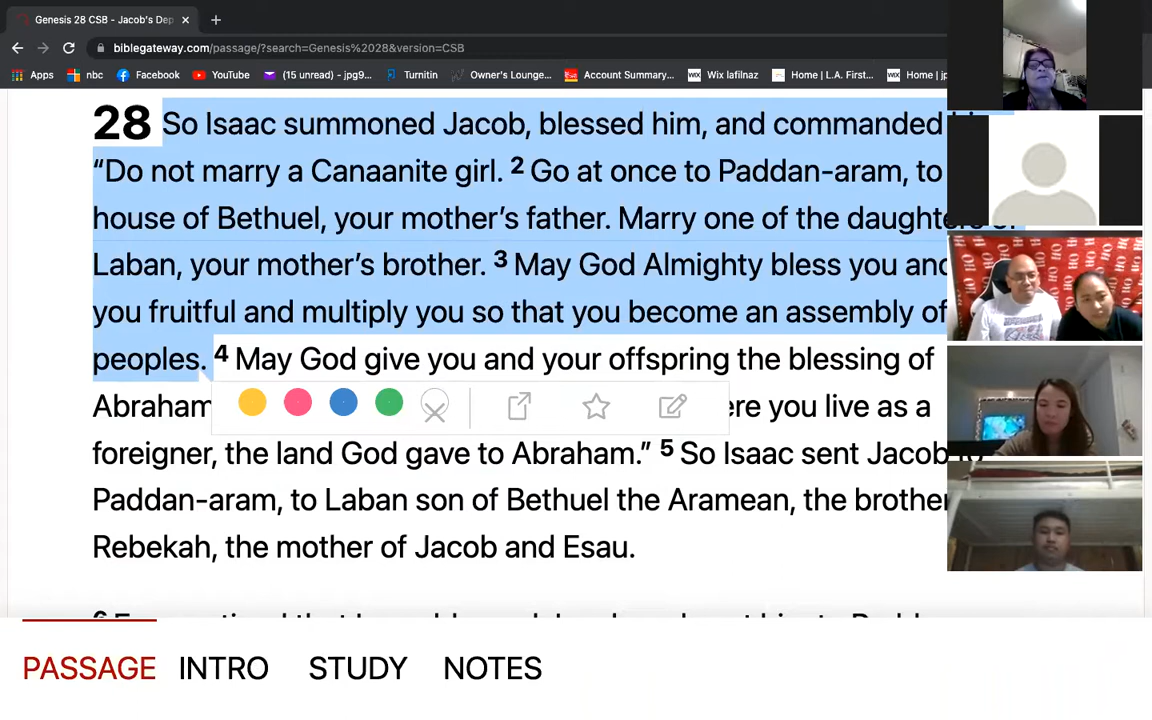 Genesis 28 CSB - Jacob's Dep
biblegateway.com/passage/?search=Genesis%2028&version=CSB
Apps nbc Facebook YouTube (15 unread) - jpg9... Turnitin Owner's Lounge... Account Summary... Wix lafilnaz Home | L.A. First... Home | jp
28 So Isaac summoned Jacob, blessed him, and commanded
“Do not marry a Canaanite girl. 2 Go at once to Paddan-aram, to
house of Bethuel, your mother’s father. Marry one of the daughters of
Laban, your mother’s brother. 3 May God Almighty bless you and
you fruitful and multiply you so that you become an assembly of
peoples. 4 May God give you and your offspring the blessing of
Abraham ere you live as a
foreigner, the land God gave to Abraham.” 5 So Isaac sent Jacob to
Paddan-aram, to Laban son of Bethuel the Aramean, the brother
Rebekah, the mother of Jacob and Esau.
PASSAGE INTRO STUDY NOTES